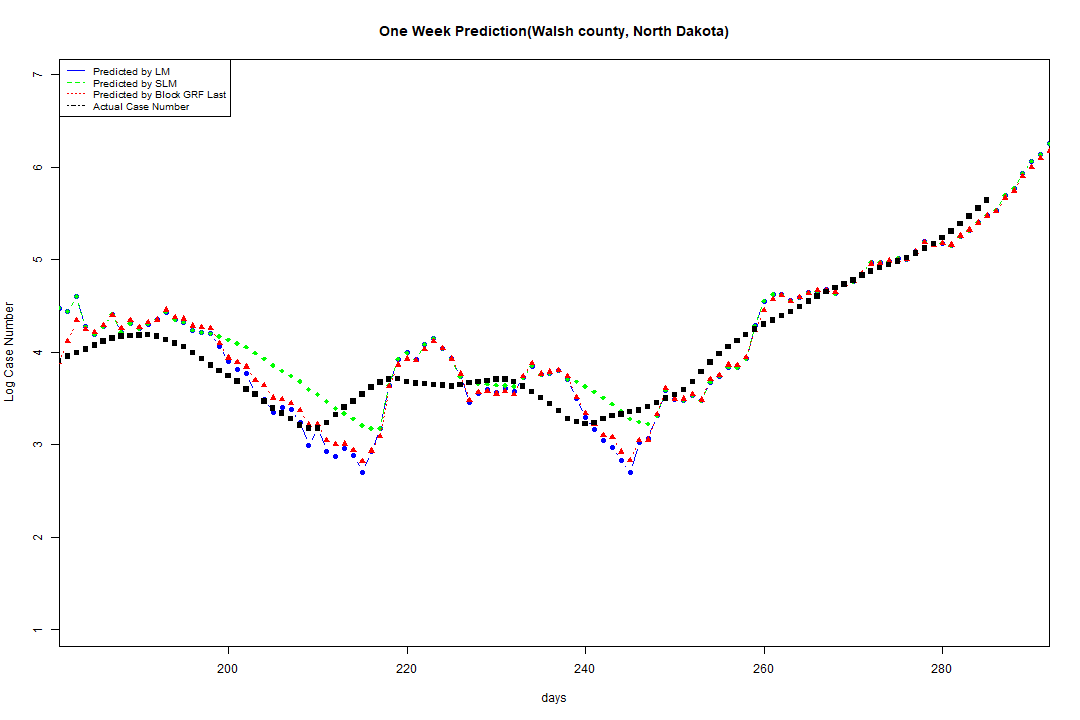 One Week Prediction(Walsh county, North Dakota)
Predicted by LM
Predicted by SLM
Predicted by Block GRF Last
Actual Case Number
7
6
5
4
3
2
1
Log Case Number
200 220 240 260 280
days